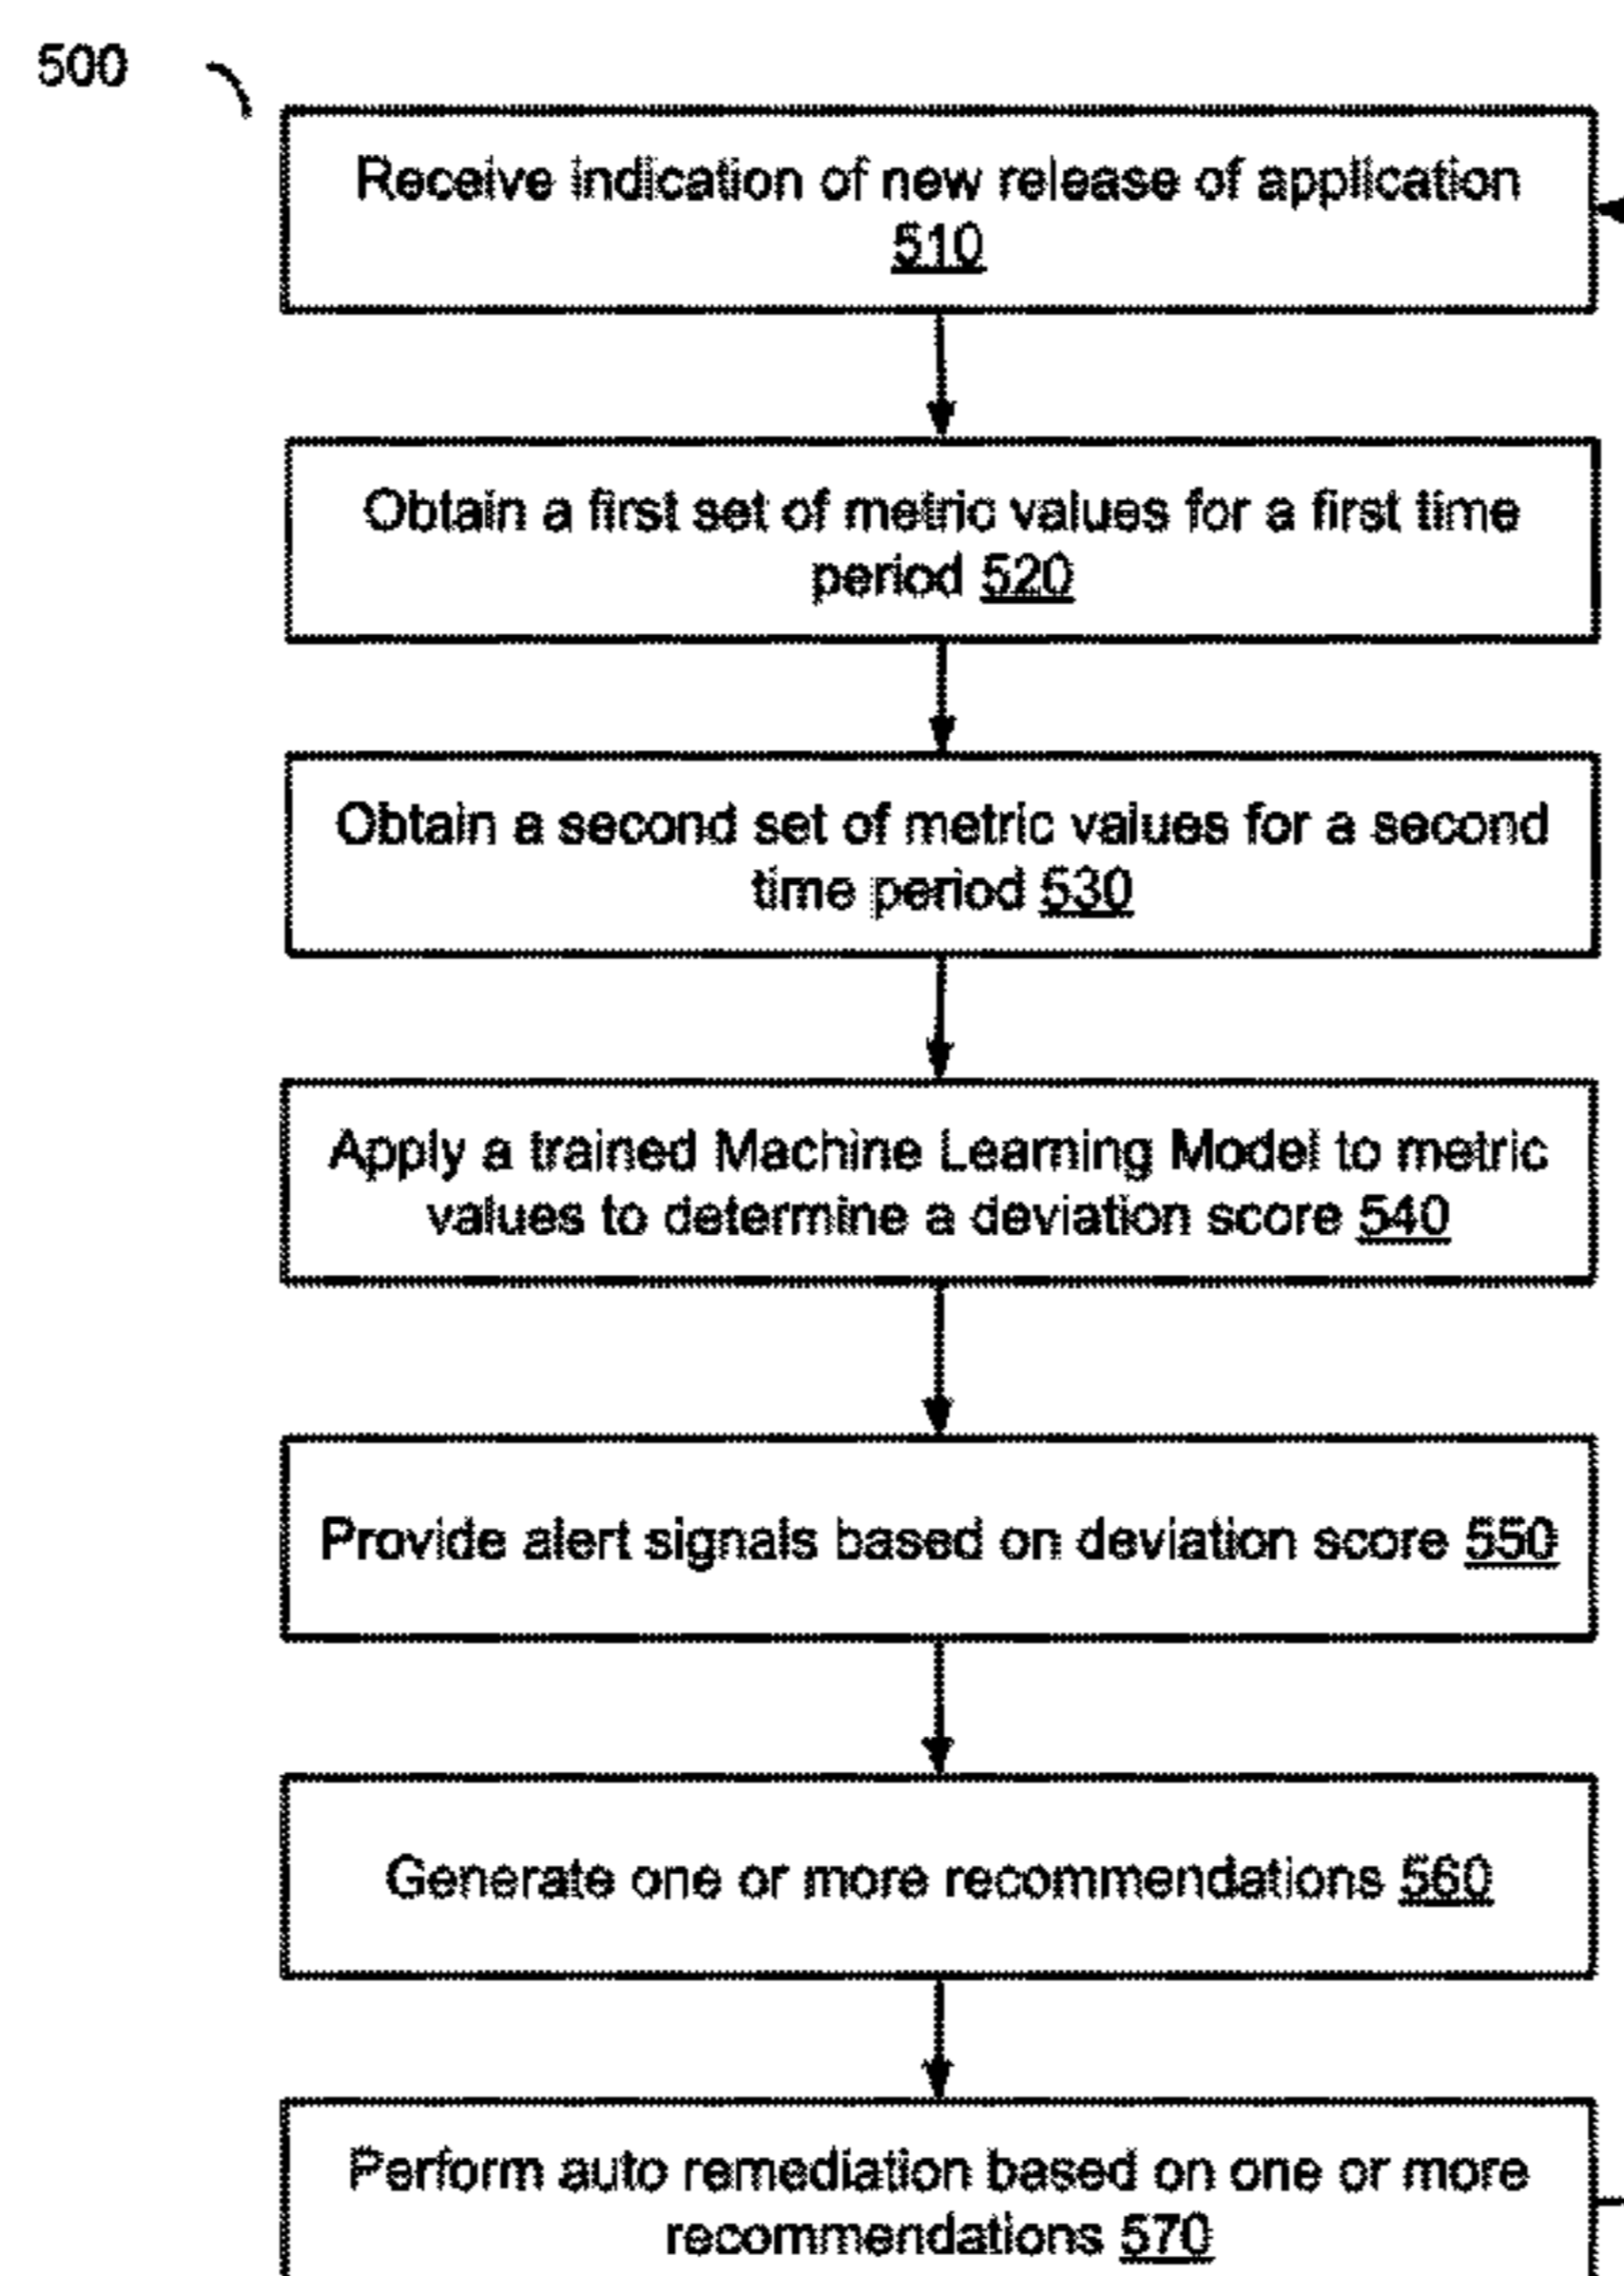 500
Receive indication of new release of application
510
Obtain a first set of metric values for a first time
period 520
Obtain a second set of metric values for a second
time period 530
Apply a trained Machine Learning Model to metric
values to determine a deviation score 540
Provide alert signals based on deviation score 550
Generate one or more recommendations 560
Perform auto remediation based on one or more
recommendations 570